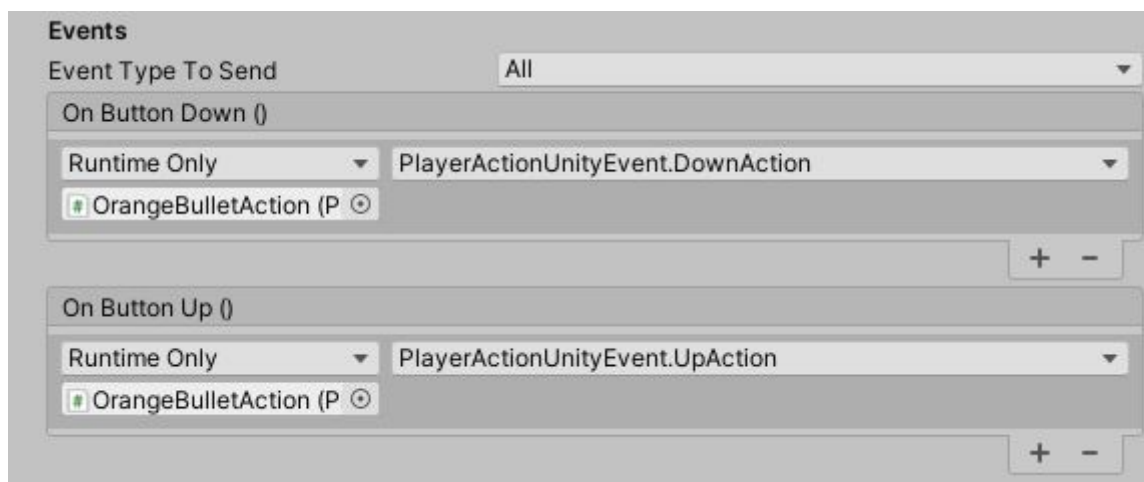 Events
Event Type To Send All
On Button Down ()
Runtime Only PlayerActionUnityEvent.DownAction
OrangeBulletAction (P
+ -
On Button Up ()
Runtime Only PlayerActionUnityEvent.UpAction
OrangeBulletAction (P
+ -